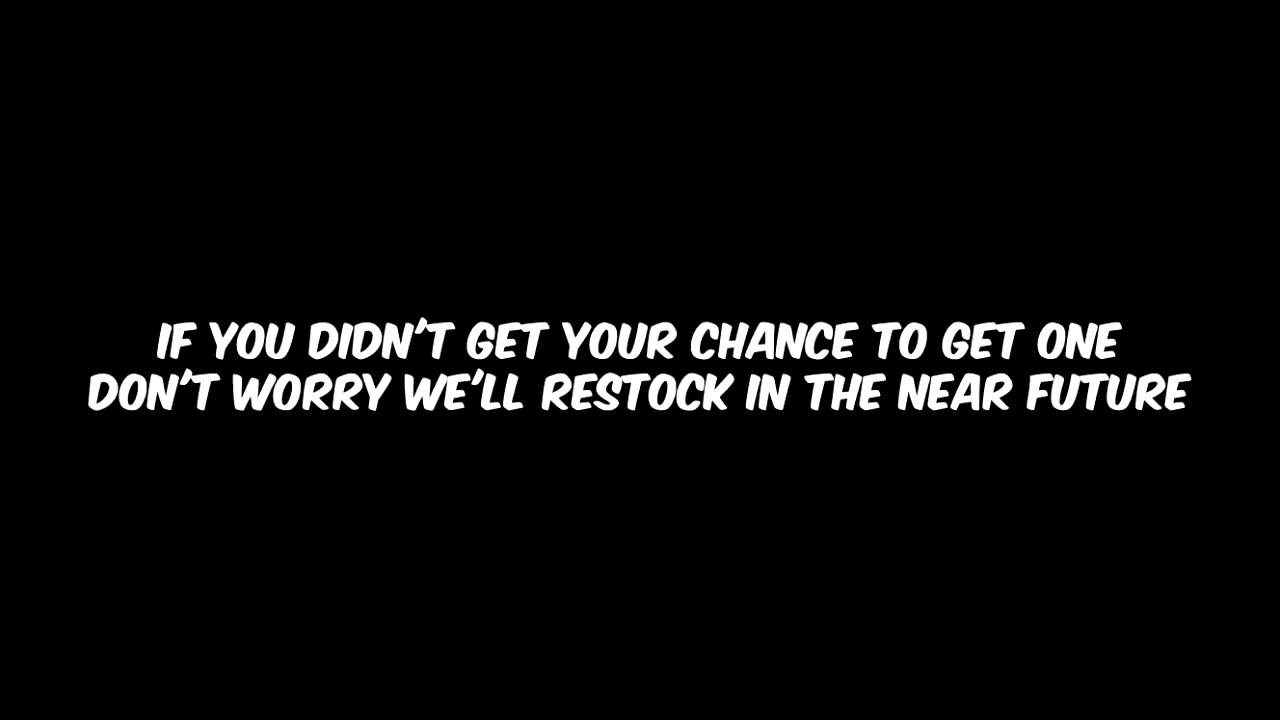 IF YOU DIDN'T GET YOUR CHANCE TO GET ONE
DON'T WORRY WE'LL RESTOCK IN THE NEAR FUTURE